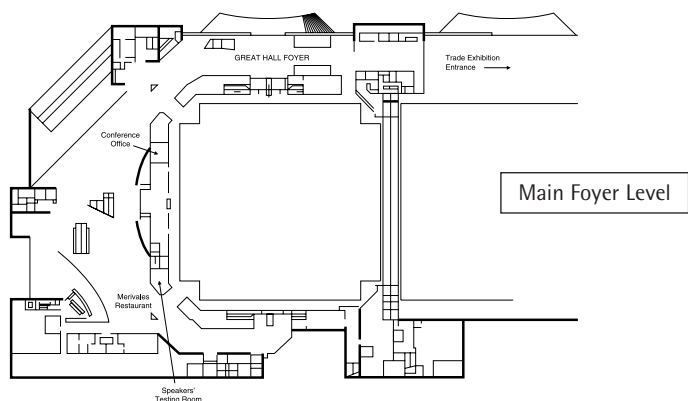 GREAT HALL FOYER
Trade Exhibition
Entrance
Conference
Office
Main Foyer Level
Merivales
Restaurant
Speakers'
Testing Room